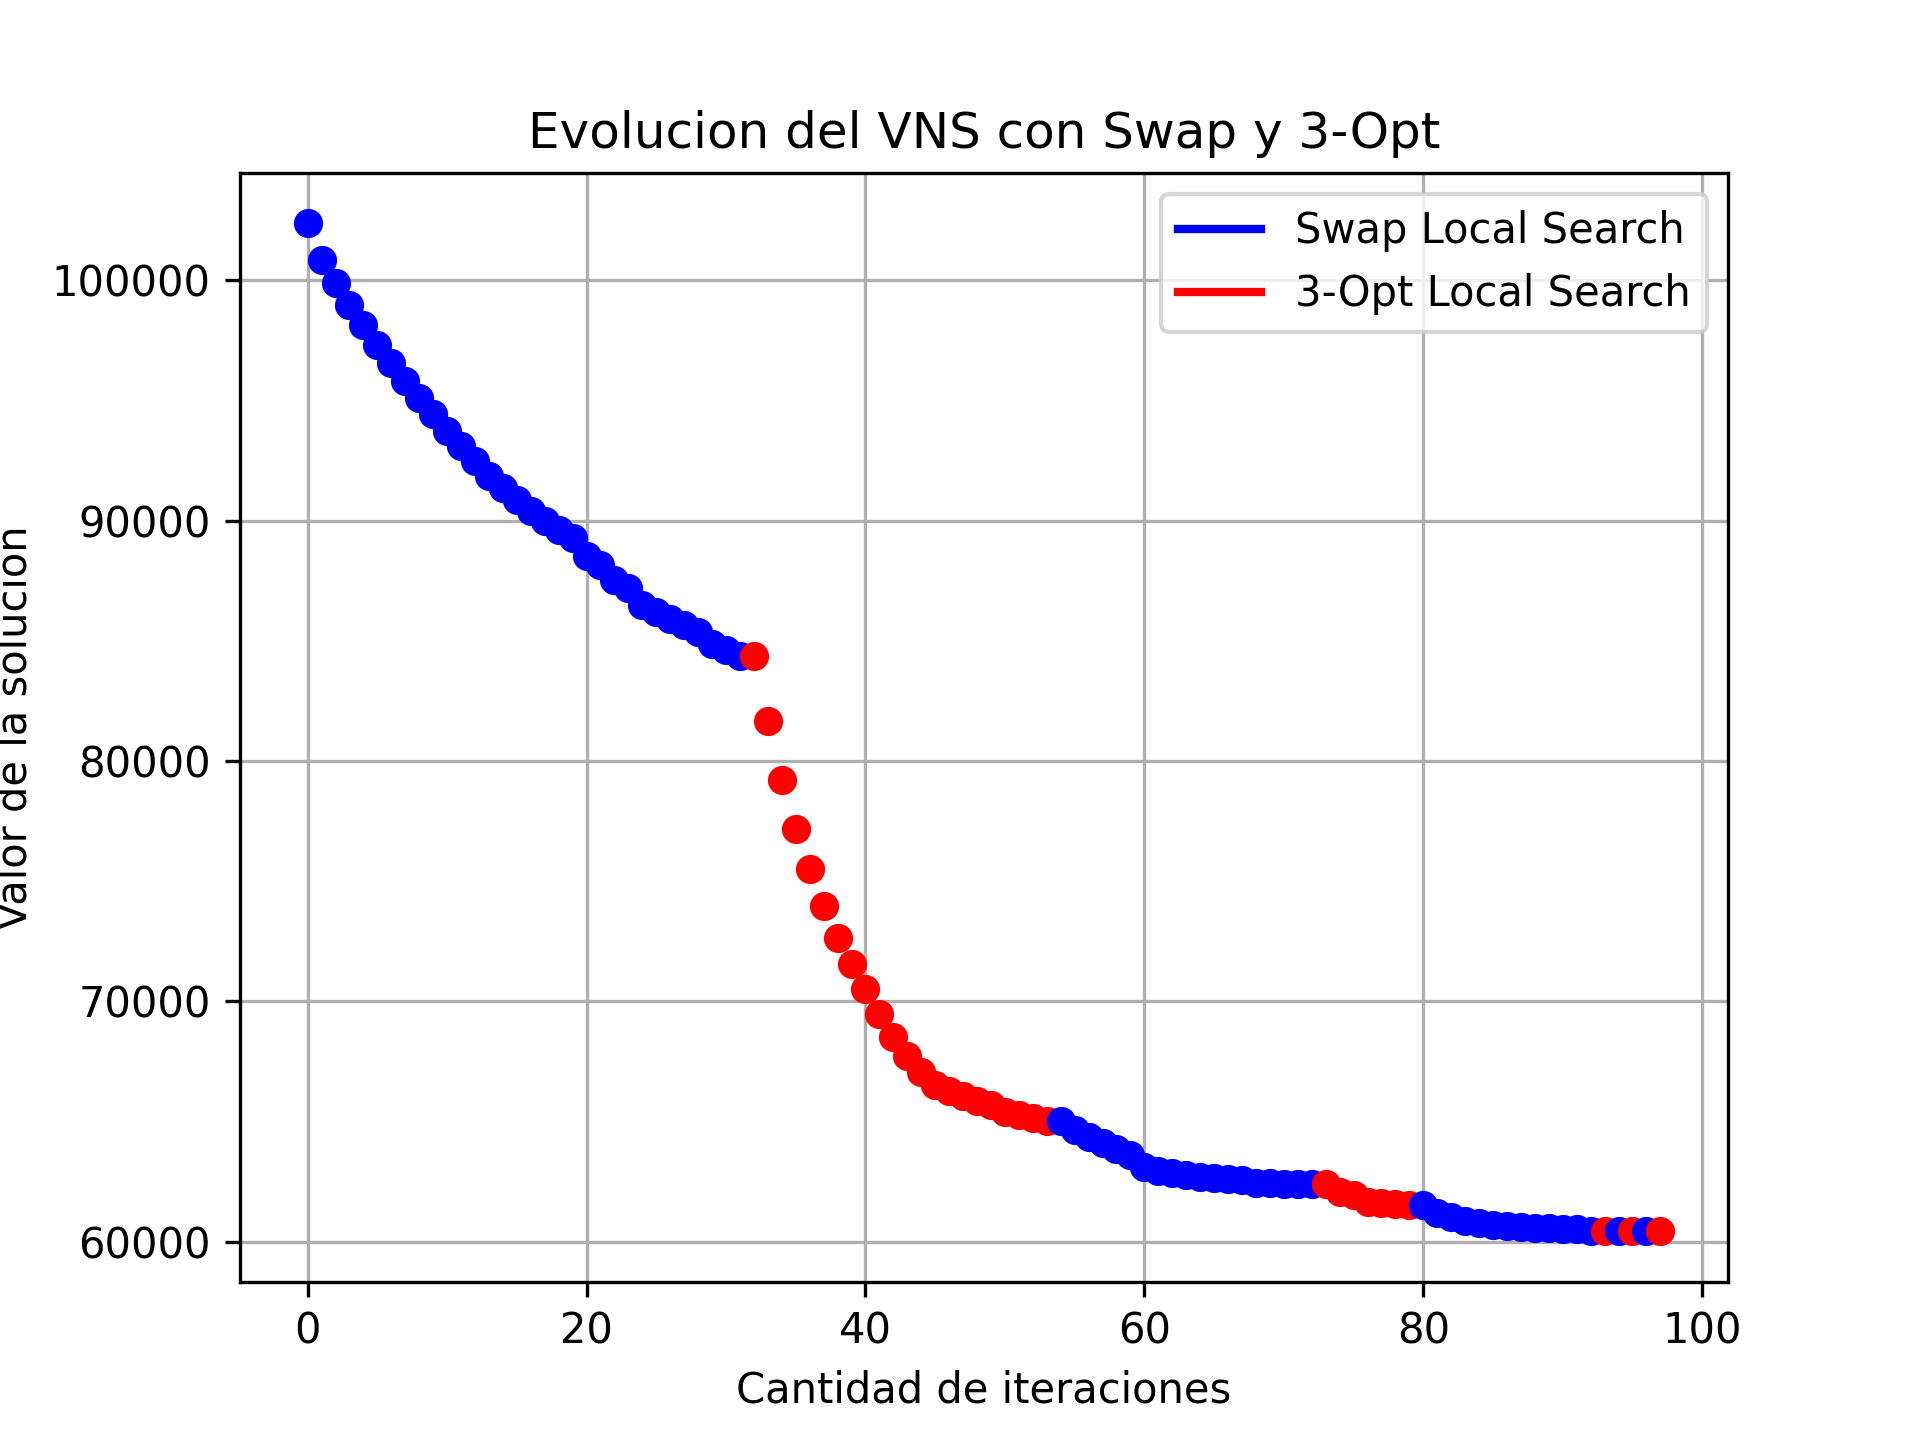 Evolucion del VNS con Swap y 3-Opt
Swap Local Search
3-Opt Local Search
Valor de la solucion
100000
90000
80000
70000
60000
0 20 40 60 80 100
Cantidad de iteraciones